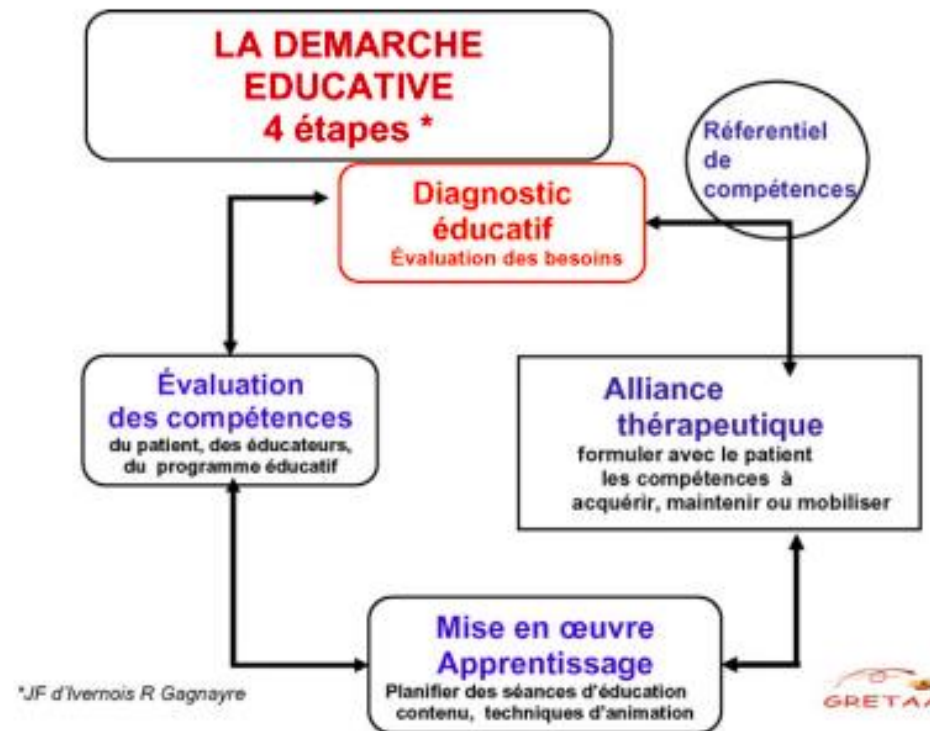 LA DEMARCHE
EDUCATIVE
4 étapes *
Réferentiel
de
compétences
Diagnostic
éducatif
Évaluation des besoins
Évaluation
des compétences
du patient, des éducateurs,
du programme éducatif
Alliance
thérapeutique
formuler avec le patient
les compétences à
acquérir, maintenir ou mobiliser
Mise en œuvre
Apprentissage
Planifier des séances d'éducation
contenu, techniques d'animation
*JF d'Ivernois R Gagnayre